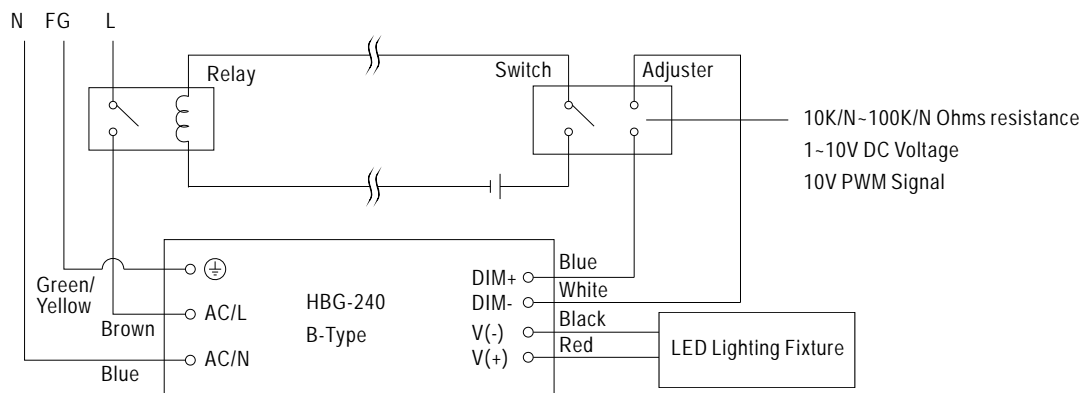 N FG L
Relay
Switch
Adjuster
10K/N~100K/N Ohms resistance
1~10V DC Voltage
10V PWM Signal
Green/
Yellow
Brown
Blue
AC/L
AC/N
HBG-240
B-Type
DIM+
DIM-
V(-)
V(+)
Blue
White
Black
Red
LED Lighting Fixture